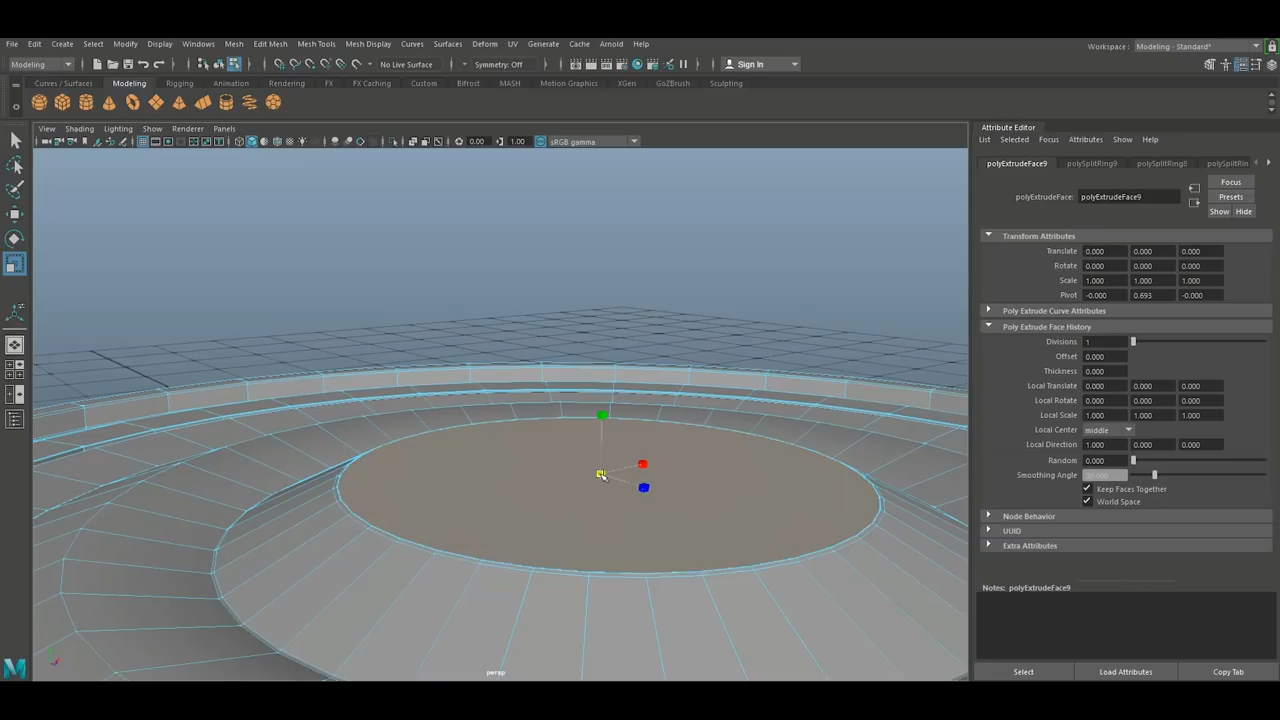 File Edit Create Select Modify Display Windows Mesh Edit Mesh Mesh Tools Mesh Display Curves Surfaces Deform UV Generate Cache Arnold Help
Workspace : Modeling - Standard*
Modeling
No Live Surface
Symmetry: Off
Sign In
Curves / Surfaces Modeling Rigging Animation Rendering FX FX Caching Custom Bifrost MASH Motion Graphics XGen GoZBrush Sculpting
View Shading Lighting Show Renderer Panels
0.00 1.00 sRGB gamma
persp
Attribute Editor
List Selected Focus Attributes Show Help
polyExtrudeFace9 polySplitRing9 polySplitRing8 polySplitRin
Focus
polyExtrudeFace: polyExtrudeFace9 Presets
Show Hide
Transform Attributes
Translate 0.000 0.000 0.000
Rotate 0.000 0.000 0.000
Scale 1.000 1.000 1.000
Pivot -0.000 0.693 -0.000
Poly Extrude Curve Attributes
Poly Extrude Face History
Divisions 1
Offset 0.000
Thickness 0.000
Local Translate 0.000 0.000 0.000
Local Rotate 0.000 0.000 0.000
Local Scale 1.000 1.000 1.000
Local Center middle
Local Direction 1.000 0.000 0.000
Random 0.000
Smoothing Angle
Keep Faces Together
World Space
Node Behavior
UUID
Extra Attributes
Notes: polyExtrudeFace9
Select Load Attributes Copy Tab